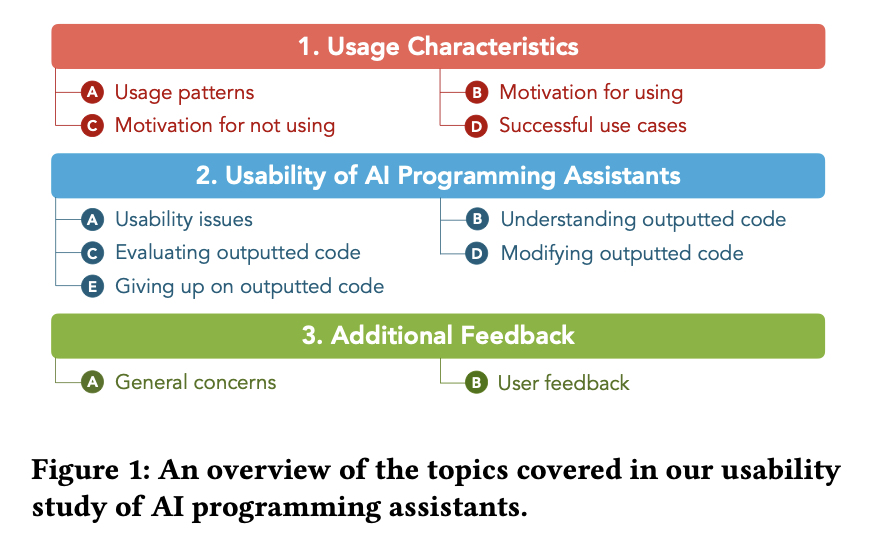 1. Usage Characteristics
A Usage patterns
B Motivation for using
C Motivation for not using
D Successful use cases
2. Usability of AI Programming Assistants
A Usability issues
B Understanding outputted code
C Evaluating outputted code
D Modifying outputted code
E Giving up on outputted code
3. Additional Feedback
A General concerns
B User feedback
Figure 1: An overview of the topics covered in our usability
study of AI programming assistants.